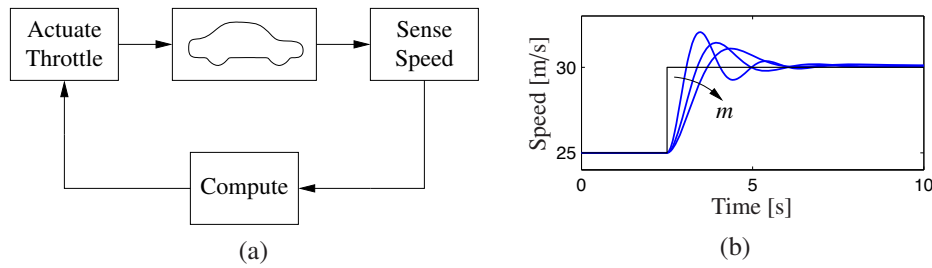 Actuate
Throttle
Sense
Speed
Compute
(a)
Speed [m/s]
30
25
m
0
5
10
Time [s]
(b)